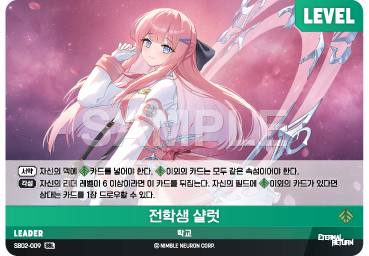 LEVEL
SAMPLE
서약 자신의 덱에 카드를 넣어야 한다. 이외의 카드는 모두 같은 속성이어야 한다.
각성 자신의 리더 레벨이 6 이상이라면 이 카드를 뒤집는다. 자신의 필드에 이외의 카드가 있다면
상대는 카드를 1장 드로우할 수 있다.
전학생 샬럿
LEADER 학교
SB02-009 © NIMBLE NEURON CORP. ETERNAL RETURN